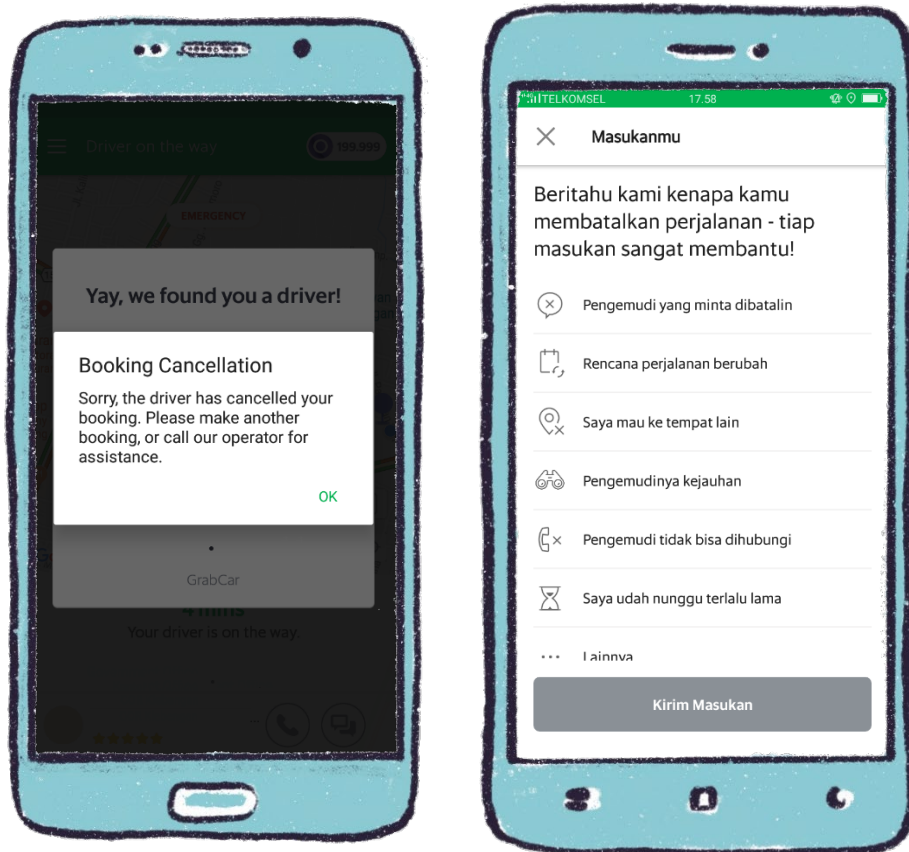 Driver on the way
199.999
EMERGENCY
Yay, we found you a driver!
Booking Cancellation
Sorry, the driver has cancelled your
booking. Please make another
booking, or call our operator for
assistance.
OK
GrabCar
4 mins
Your driver is on the way.
TELKOMSEL 17.58
Masukanmu
Beritahu kami kenapa kamu
membatalkan perjalanan - tiap
masukan sangat membantu!
Pengemudi yang minta dibatalin
Rencana perjalanan berubah
Saya mau ke tempat lain
Pengemudinya kejauhan
Pengemudi tidak bisa dihubungi
Saya udah nunggu terlalu lama
Lainnya
Kirim Masukan